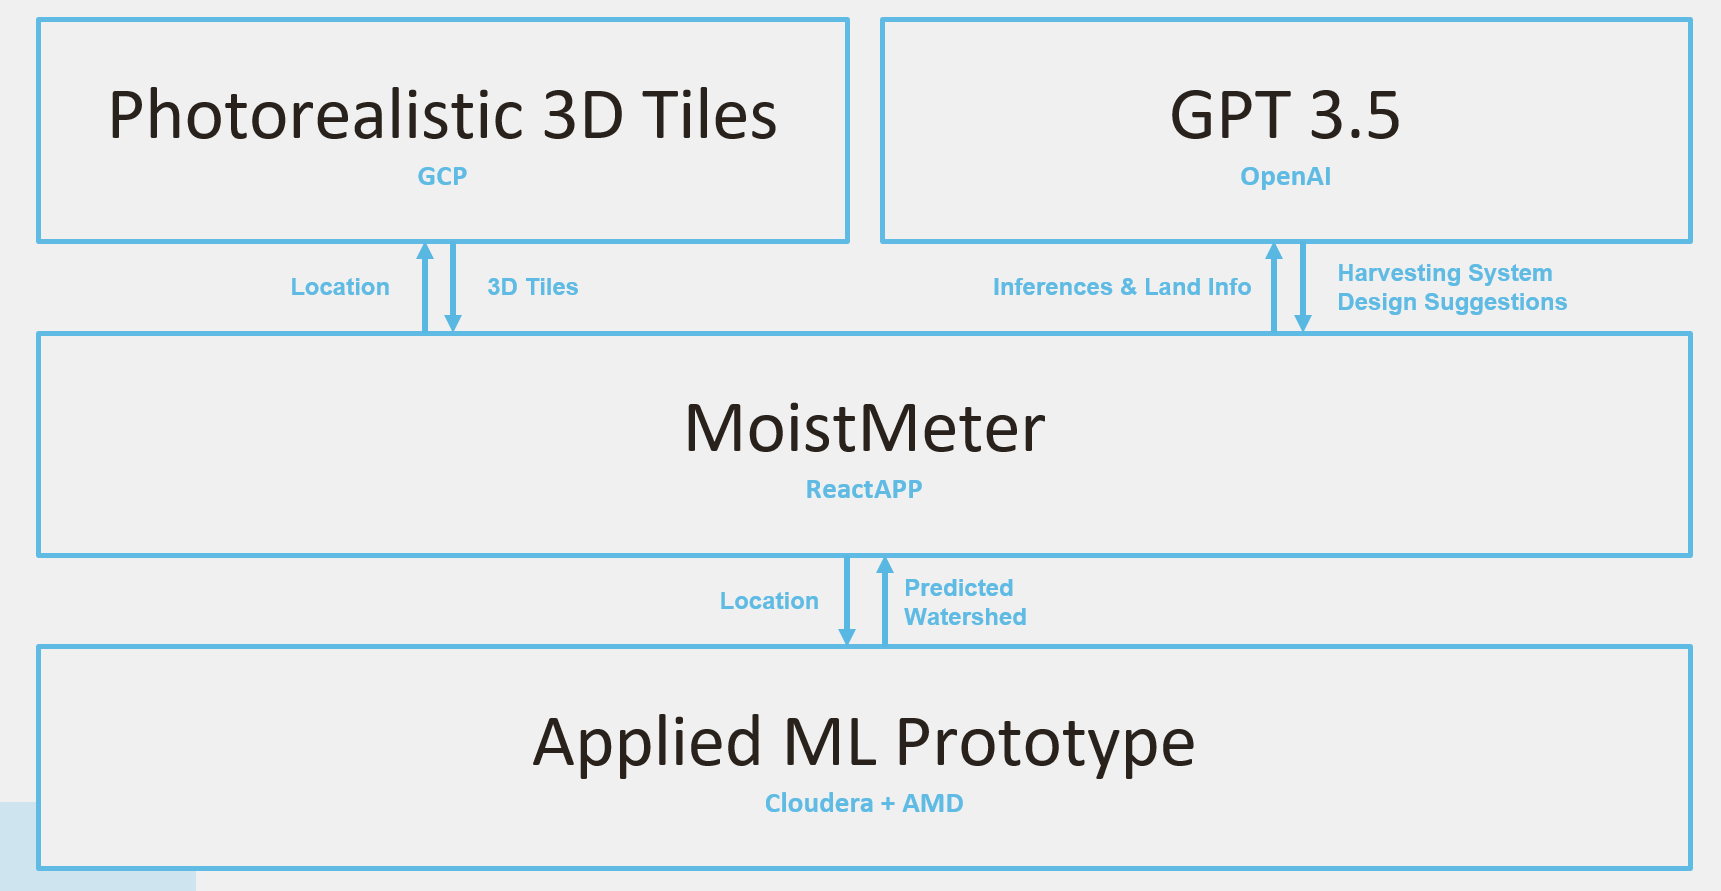 Photorealistic 3D Tiles
GCP
GPT 3.5
OpenAI
Location
3D Tiles
Inferences & Land Info
Harvesting System
Design Suggestions
MoistMeter
ReactAPP
Location
Predicted
Watershed
Applied ML Prototype
Cloudera + AMD